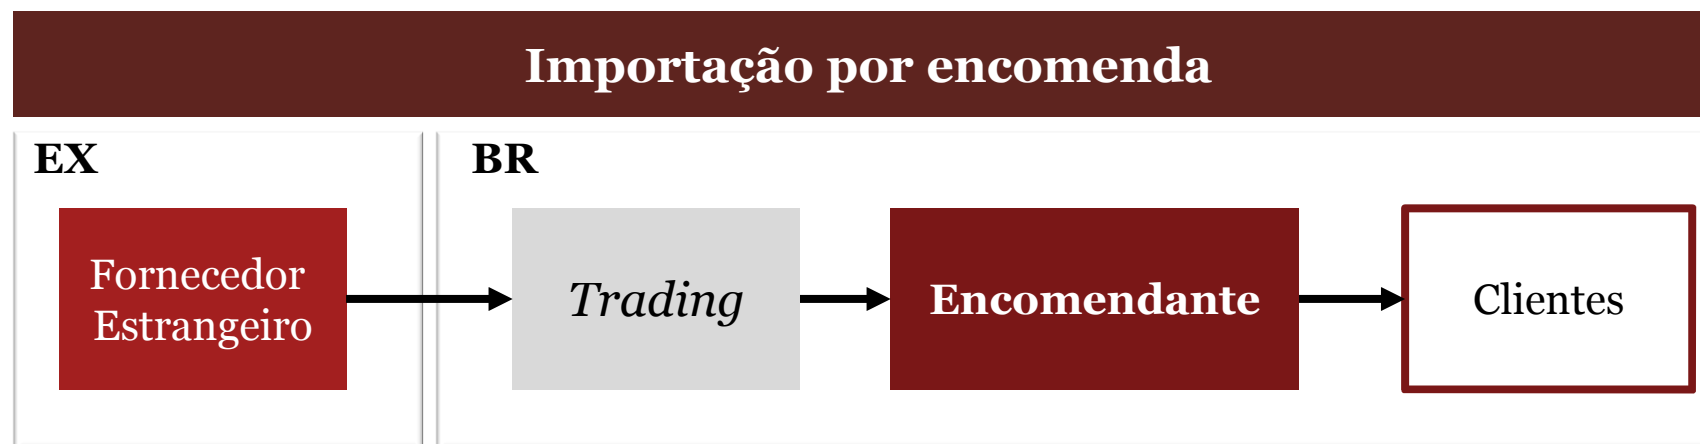 Importação por encomenda
EX
BR
Fornecedor
Estrangeiro
Trading
Encomendante
Clientes